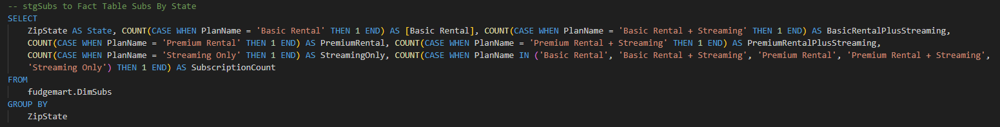 -- stgSubs to Fact Table Subs By State
SELECT
ZipState AS State, COUNT(CASE WHEN PlanName = 'Basic Rental' THEN 1 END) AS [Basic Rental], COUNT(CASE WHEN PlanName = 'Basic Rental + Streaming' THEN 1 END) AS BasicRentalPlusStreaming,
COUNT(CASE WHEN PlanName = 'Premium Rental' THEN 1 END) AS PremiumRental, COUNT(CASE WHEN PlanName = 'Premium Rental + Streaming' THEN 1 END) AS PremiumRentalPlusStreaming,
COUNT(CASE WHEN PlanName = 'Streaming Only' THEN 1 END) AS StreamingOnly, COUNT(CASE WHEN PlanName IN ('Basic Rental', 'Basic Rental + Streaming', 'Premium Rental', 'Premium Rental + Streaming',
'Streaming Only') THEN 1 END) AS SubscriptionCount
FROM
fudgemart.DimSubs
GROUP BY
ZipState